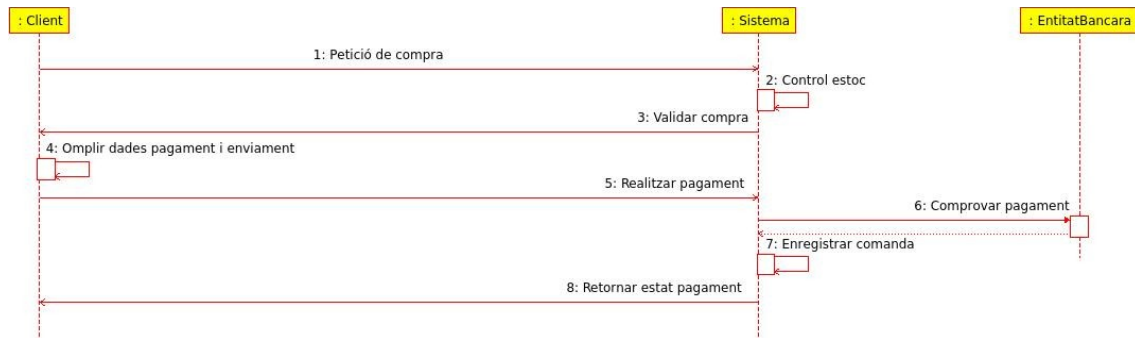 : Client
: Sistema
: EntitatBancara
1: Petició de compra
2: Control estoc
3: Validar compra
4: Omplir dades pagament i enviament
5: Realitzar pagament
6: Comprovar pagament
7: Enregistrar comanda
8: Retornar estat pagament